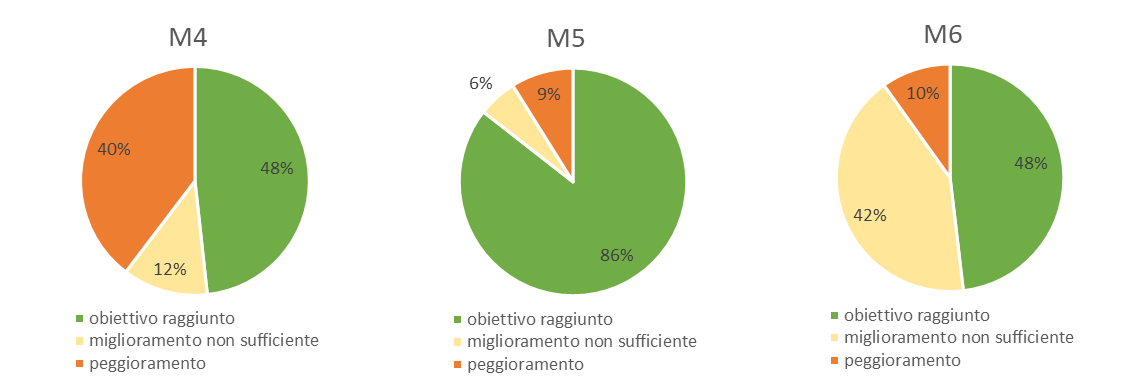 M4
40%
48%
12%
obiettivo raggiunto
miglioramento non sufficiente
peggioramento
M5
6%
9%
86%
obiettivo raggiunto
miglioramento non sufficiente
peggioramento
M6
10%
48%
42%
obiettivo raggiunto
miglioramento non sufficiente
peggioramento